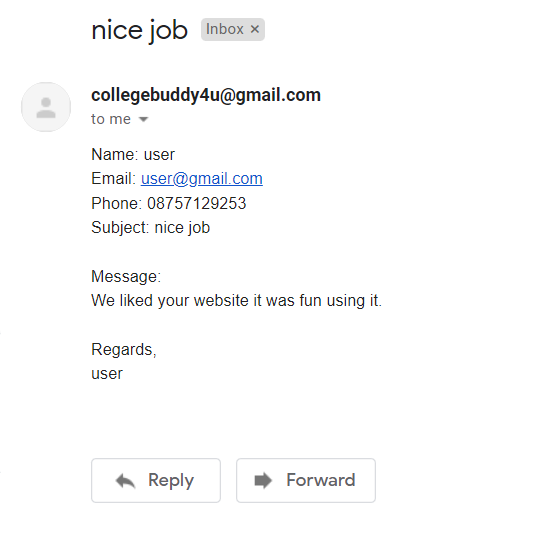 nice job Inbox ×
collegebuddy4u@gmail.com
to me
Name: user
Email: user@gmail.com
Phone: 08757129253
Subject: nice job
Message:
We liked your website it was fun using it.
Regards,
user
Reply Forward